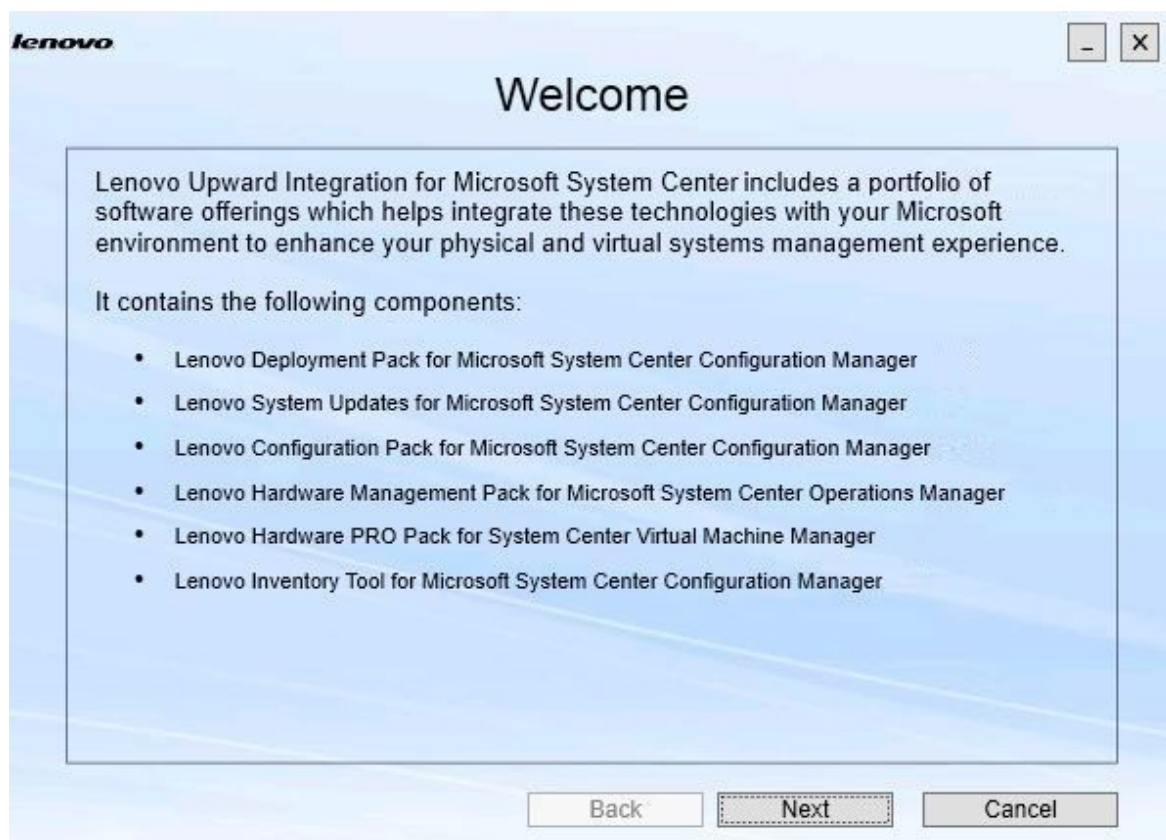 lenovo
Welcome
Lenovo Upward Integration for Microsoft System Center includes a portfolio of
software offerings which helps integrate these technologies with your Microsoft
environment to enhance your physical and virtual systems management experience.
It contains the following components:
• Lenovo Deployment Pack for Microsoft System Center Configuration Manager
• Lenovo System Updates for Microsoft System Center Configuration Manager
• Lenovo Configuration Pack for Microsoft System Center Configuration Manager
• Lenovo Hardware Management Pack for Microsoft System Center Operations Manager
• Lenovo Hardware PRO Pack for System Center Virtual Machine Manager
• Lenovo Inventory Tool for Microsoft System Center Configuration Manager
Back Next Cancel